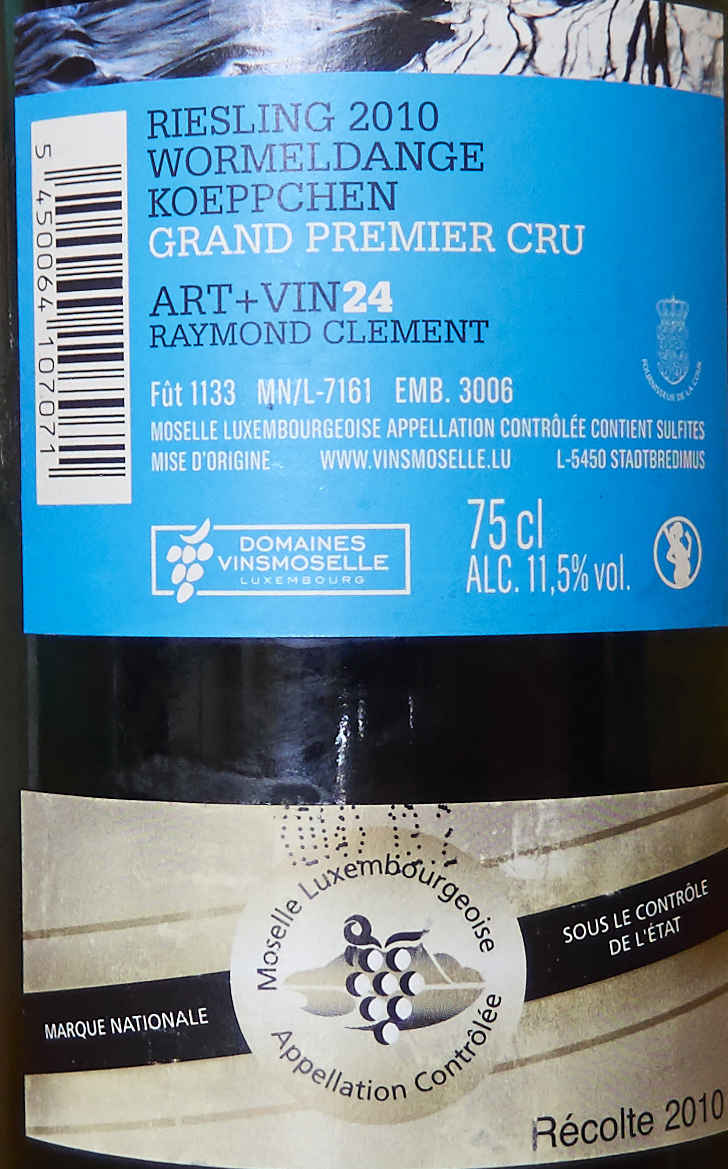 RIESLING 2010
WORMELDANGE
KOEPPCHEN
GRAND PREMIER CRU
ART+VIN24
RAYMOND CLEMENT
Fût 1133 MN/L-7161 EMB. 3006
MOSELLE LUXEMBOURGEOISE APPELLATION CONTRÔLÉE CONTIENT SULFITES
MISE D'ORIGINE WWW.VINSMOSELLE.LU L-5450 STADTBREDIMUS
5 450064 107071
FOURNISSEUR DE LA COUR
DOMAINES
VINSMOSELLE
LUXEMBOURG
75 cl
ALC. 11,5% vol.
Moselle Luxembourgeoise
Appellation Contrôlée
MARQUE NATIONALE
SOUS LE CONTRÔLE
DE L'ÉTAT
Récolte 2010